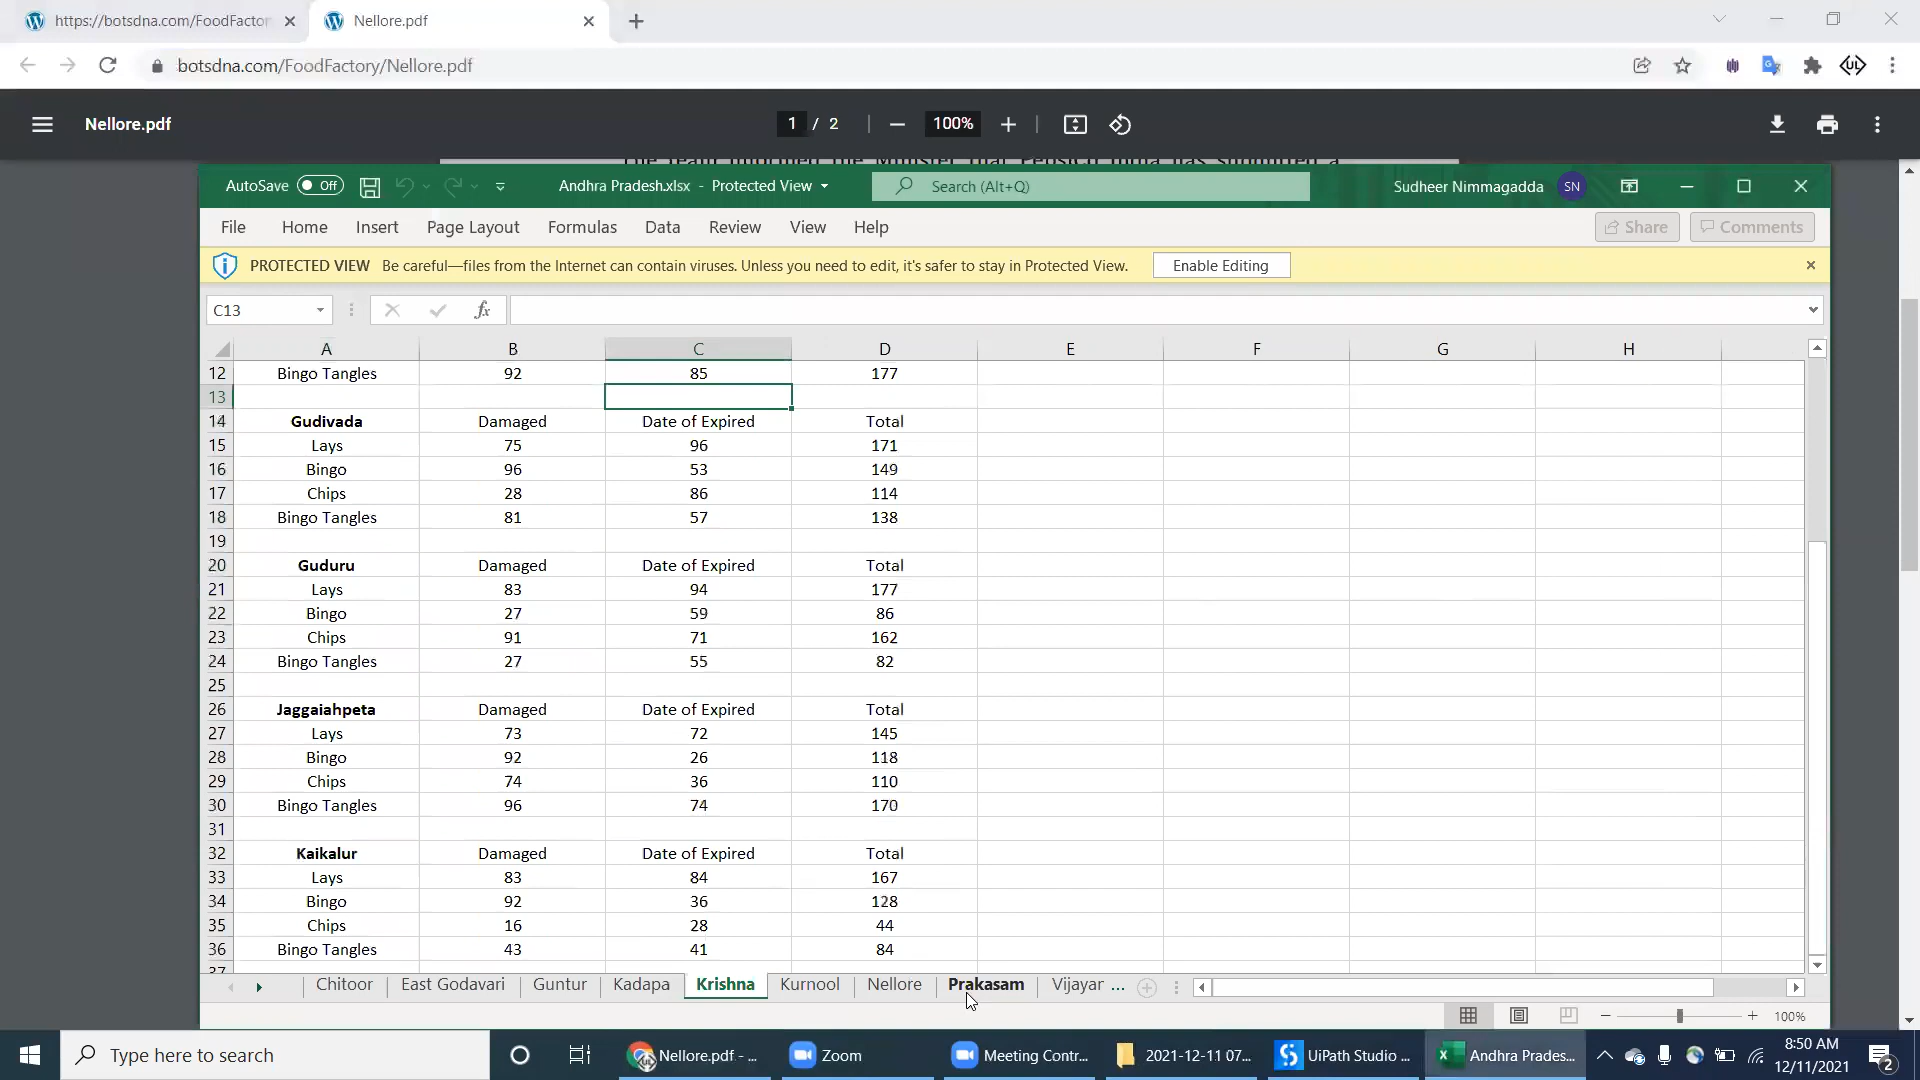 https://botsdna.com/FoodFactor
Nellore.pdf
botsdna.com/FoodFactory/Nellore.pdf
Nellore.pdf
1 / 2
100%
AutoSave Off
Andhra Pradesh.xlsx - Protected View
Search (Alt+Q)
Sudheer Nimmagadda SN
File Home Insert Page Layout Formulas Data Review View Help
Share Comments
PROTECTED VIEW Be careful—files from the Internet can contain viruses. Unless you need to edit, it's safer to stay in Protected View. Enable Editing
C13 fx
A B C D E F G H
12 Bingo Tangles 92 85 177
13
14 Gudivada Damaged Date of Expired Total
15 Lays 75 96 171
16 Bingo 96 53 149
17 Chips 28 86 114
18 Bingo Tangles 81 57 138
19
20 Guduru Damaged Date of Expired Total
21 Lays 83 94 177
22 Bingo 27 59 86
23 Chips 91 71 162
24 Bingo Tangles 27 55 82
25
26 Jaggaiahpeta Damaged Date of Expired Total
27 Lays 73 72 145
28 Bingo 92 26 118
29 Chips 74 36 110
30 Bingo Tangles 96 74 170
31
32 Kaikalur Damaged Date of Expired Total
33 Lays 83 84 167
34 Bingo 92 36 128
35 Chips 16 28 44
36 Bingo Tangles 43 41 84
37
Chitoor East Godavari Guntur Kadapa Krishna Kurnool Nellore Prakasam Vijayar ...
100%
Type here to search
Nellore.pdf - ...
Zoom
Meeting Contr...
2021-12-11 07...
UiPath Studio ...
Andhra Prades...
8:50 AM
12/11/2021
2